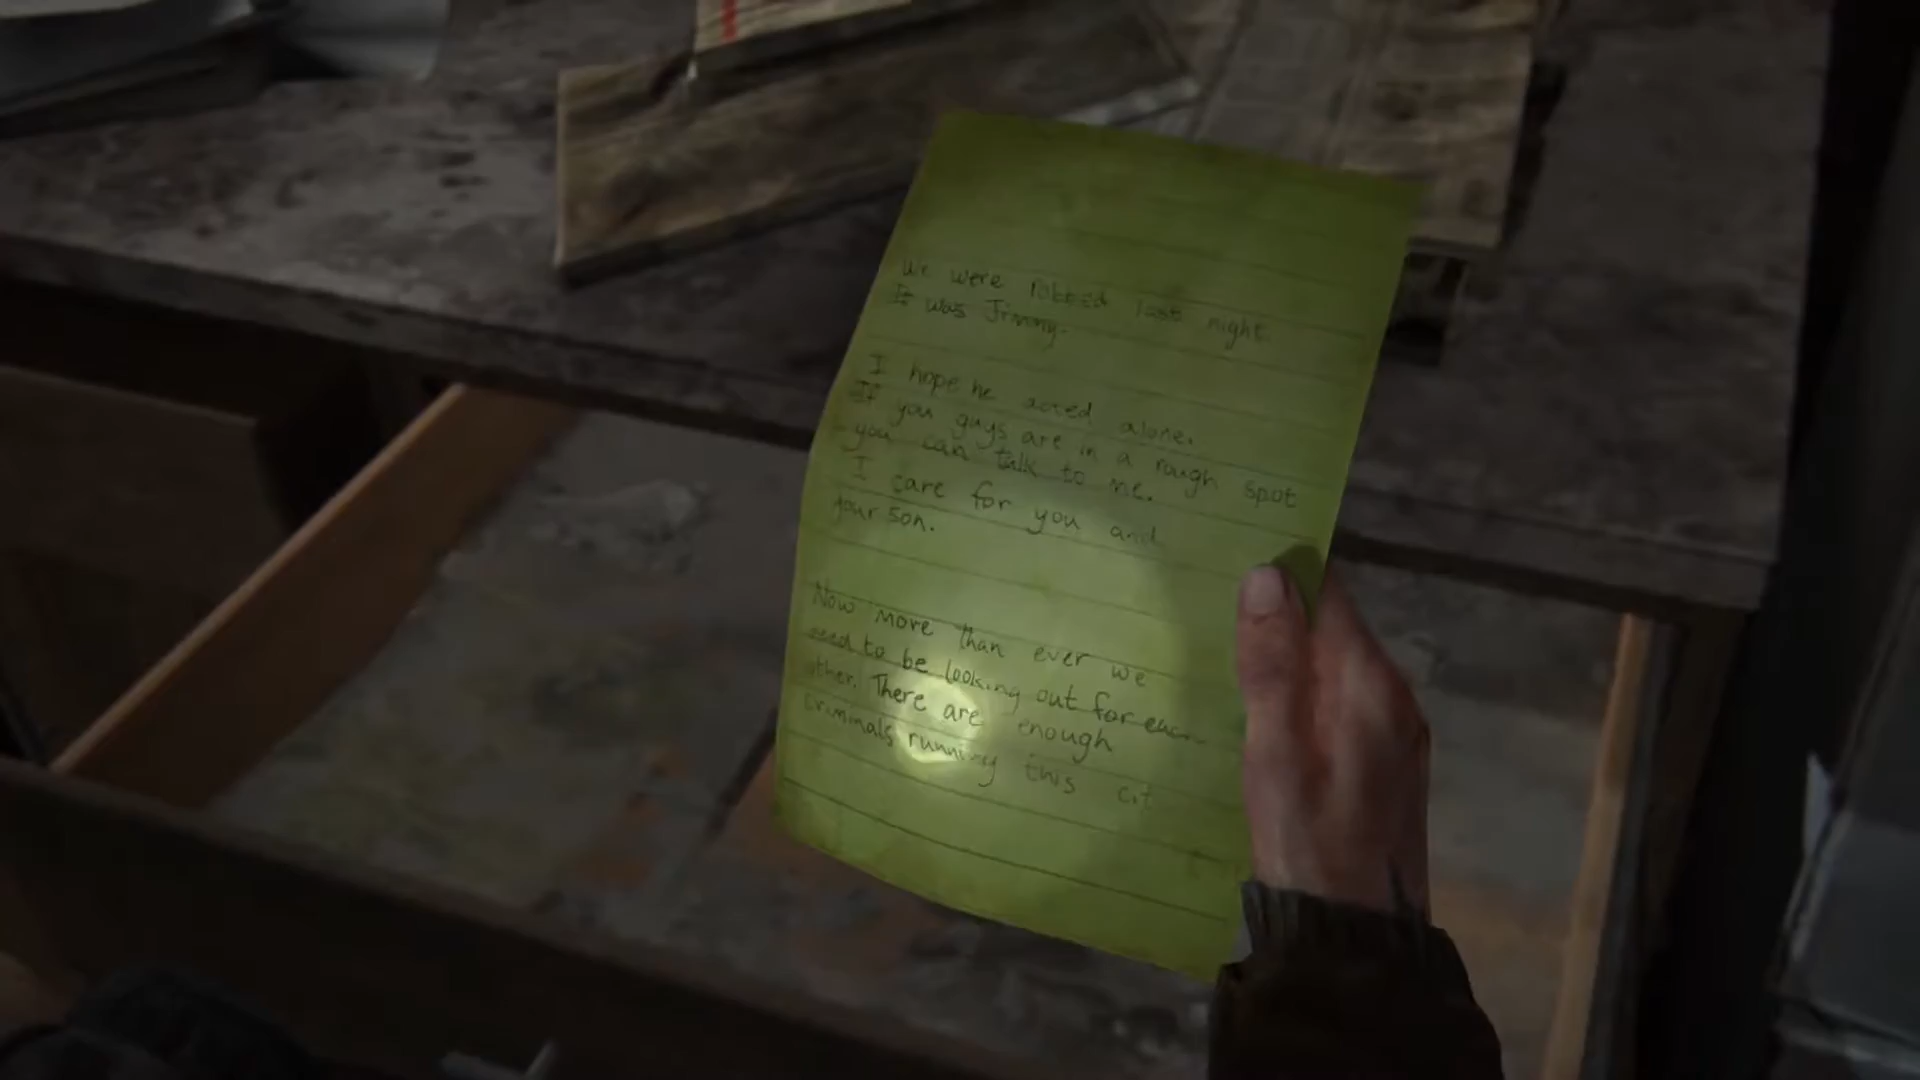 We were robbed last night.
It was Jimmy.
I hope he acted alone.
If you guys are in a rough spot
you can talk to me.
I care for you and
your son.
Now more than ever we
need to be looking out for each
other. There are enough
criminals running this cit